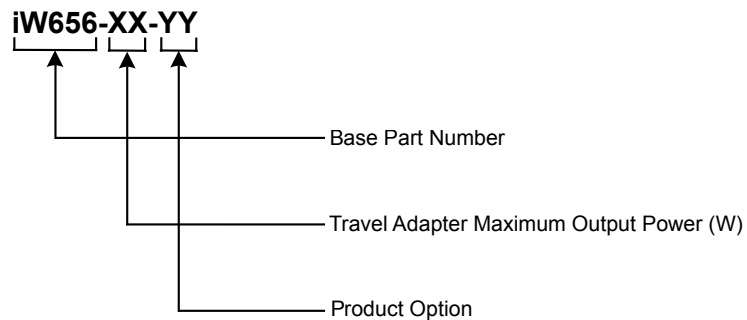 iW656-XX-YY
Base Part Number
Travel Adapter Maximum Output Power (W)
Product Option